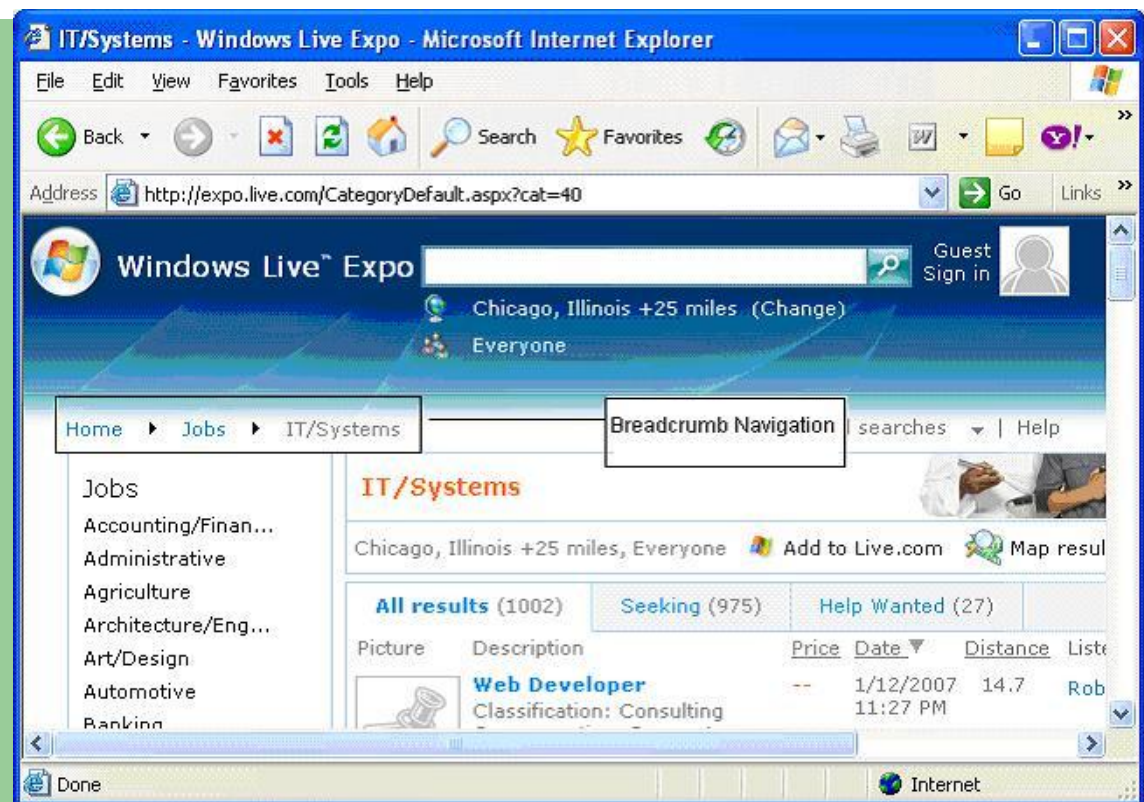 IT/Systems - Windows Live Expo - Microsoft Internet Explorer
File Edit View Favorites Tools Help
Back Search Favorites »
Address http://expo.live.com/CategoryDefault.aspx?cat=40 Go Links »
Windows Live™ Expo
Guest
Sign in
Chicago, Illinois +25 miles (Change)
Everyone
Home Jobs IT/Systems Breadcrumb Navigation searches | Help
Jobs
Accounting/Finan...
Administrative
Agriculture
Architecture/Eng...
Art/Design
Automotive
Banking
IT/Systems
Chicago, Illinois +25 miles, Everyone Add to Live.com Map resul
All results (1002) Seeking (975) Help Wanted (27)
Picture Description Price Date Distance Liste
Web Developer -- 1/12/2007 14.7 Rob
Classification: Consulting 11:27 PM
Done Internet